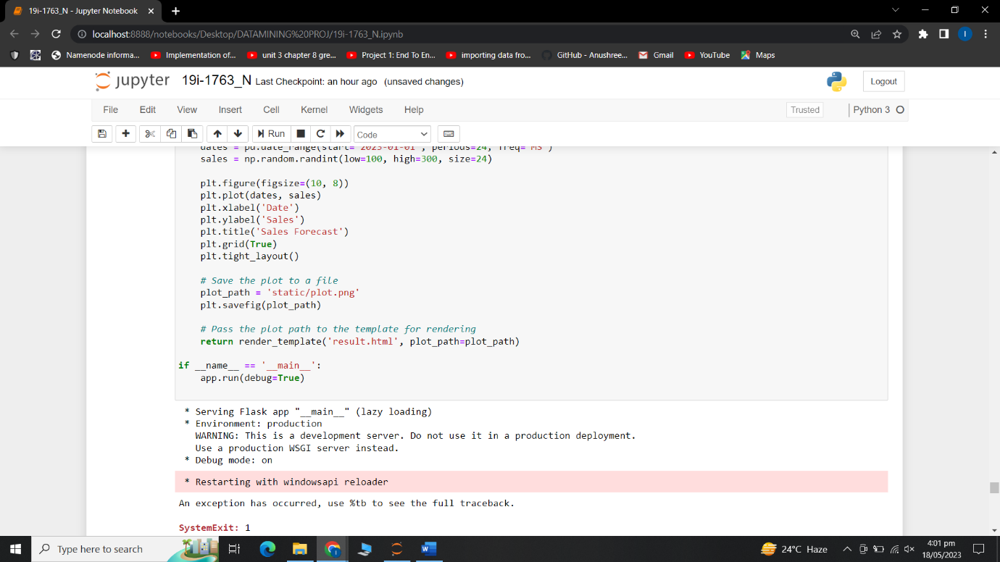 19i-1763_N - Jupyter Notebook
localhost:8888/notebooks/Desktop/DATAMINING%20PROJ/19i-1763_N.ipynb
I
Namenode informa... Implementation of... unit 3 chapter 8 gre... Project 1: End To En... importing data fro... GitHub - Anushree... Gmail YouTube Maps
jupyter 19i-1763_N Last Checkpoint: an hour ago (unsaved changes) Logout
File Edit View Insert Cell Kernel Widgets Help Trusted Python 3
Run Code
dates = pd.date_range(start='2023-01-01', periods=24, freq='MS')
sales = np.random.randint(low=100, high=300, size=24)
plt.figure(figsize=(10, 8))
plt.plot(dates, sales)
plt.xlabel('Date')
plt.ylabel('Sales')
plt.title('Sales Forecast')
plt.grid(True)
plt.tight_layout()
# Save the plot to a file
plot_path = 'static/plot.png'
plt.savefig(plot_path)
# Pass the plot path to the template for rendering
return render_template('result.html', plot_path=plot_path)
if __name__ == '__main__':
app.run(debug=True)
* Serving Flask app "__main__" (lazy loading)
* Environment: production
WARNING: This is a development server. Do not use it in a production deployment.
Use a production WSGI server instead.
* Debug mode: on
* Restarting with windowsapi reloader
An exception has occurred, use %tb to see the full traceback.
SystemExit: 1
Type here to search
24°C Haze
4:01 pm
18/05/2023